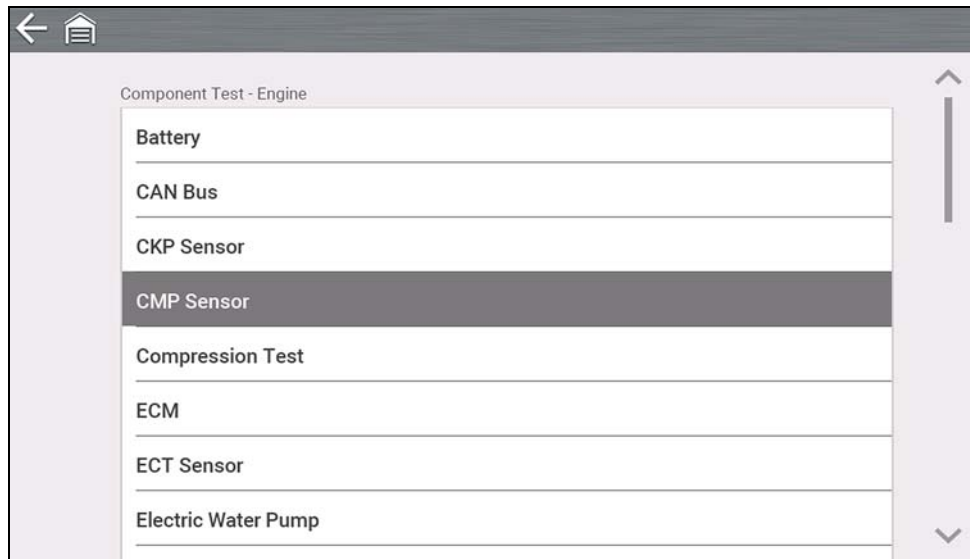 Component Test - Engine
Battery
CAN Bus
CKP Sensor
CMP Sensor
Compression Test
ECM
ECT Sensor
Electric Water Pump